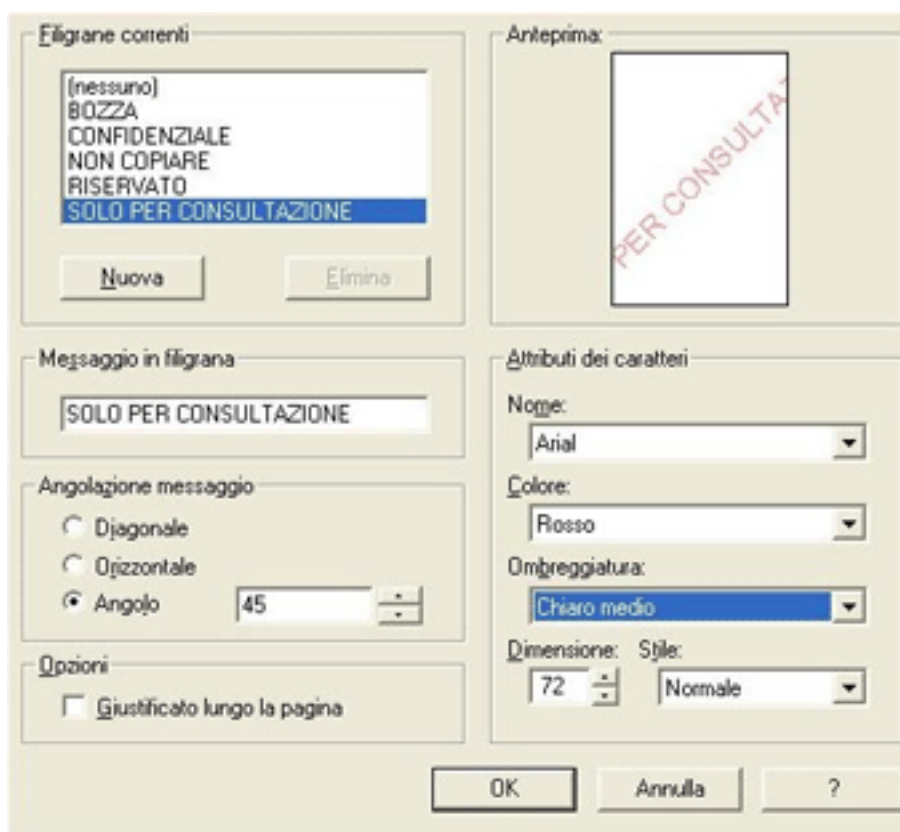 Filigrane correnti
(nessuno)
BOZZA
CONFIDENZIALE
NON COPIARE
RISERVATO
SOLO PER CONSULTAZIONE
Nuova
Elimina
Anteprima:
PER CONSULTAZ
Messaggio in filigrana
SOLO PER CONSULTAZIONE
Angolazione messaggio
Diagonale
Orizzontale
Angolo 45
Opzioni
Giustificato lungo la pagina
Attributi dei caratteri
Nome:
Arial
Colore:
Rosso
Ombreggiatura:
Chiaro medio
Dimensione: Stile:
72 Normale
OK Annulla ?